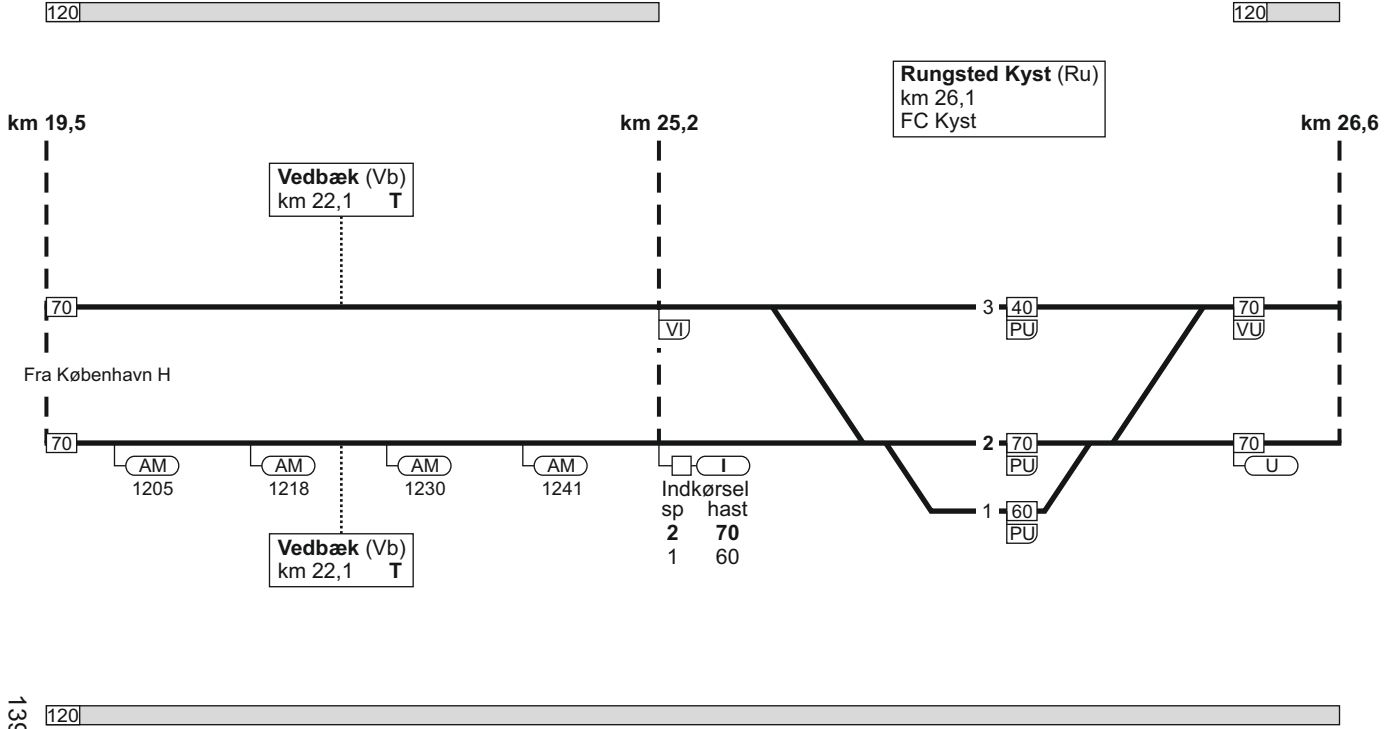 120
120
Rungsted Kyst (Ru)
km 26,1
FC Kyst
km 19,5
km 25,2
km 26,6
Vedbæk (Vb)
km 22,1 T
70
3 40
70
VI
PU
VU
Fra København H
70
2 70
70
AM
AM
AM
AM
I
PU
U
1205
1218
1230
1241
Indkørsel
sp hast
2 70
1 60
1 60
PU
Vedbæk (Vb)
km 22,1 T
139
120